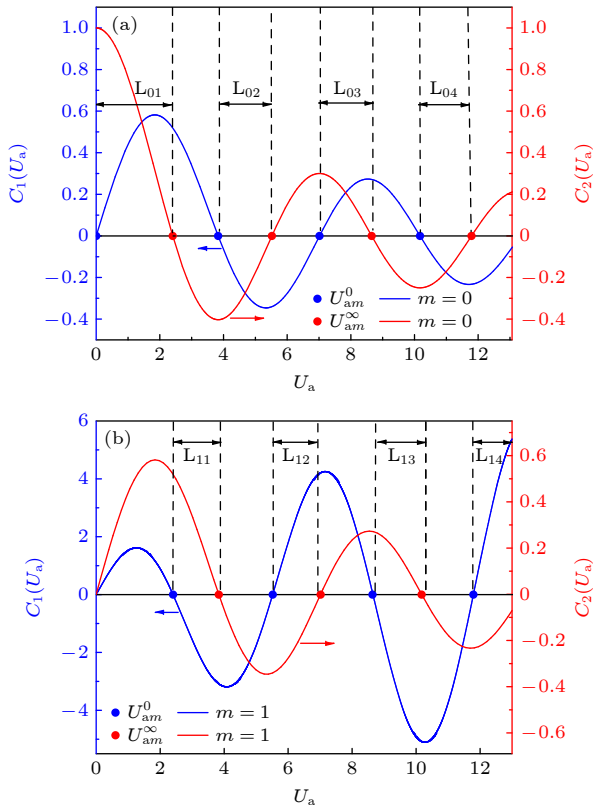 (a)
1.0
0.8
0.6
0.4
0.2
0
−0.2
−0.4
C₁(Uₐ)
1.0
0.8
0.6
0.4
0.2
0
−0.2
−0.4
C₂(Uₐ)
L₀₁
L₀₂
L₀₃
L₀₄
U⁰ₐₘ m = 0
U^∞ₐₘ m = 0
0 2 4 6 8 10 12
Uₐ
(b)
6
4
2
0
−2
−4
C₁(Uₐ)
0.6
0.4
0.2
0
−0.2
−0.4
−0.6
C₂(Uₐ)
L₁₁
L₁₂
L₁₃
L₁₄
U⁰ₐₘ m = 1
U^∞ₐₘ m = 1
0 2 4 6 8 10 12
Uₐ